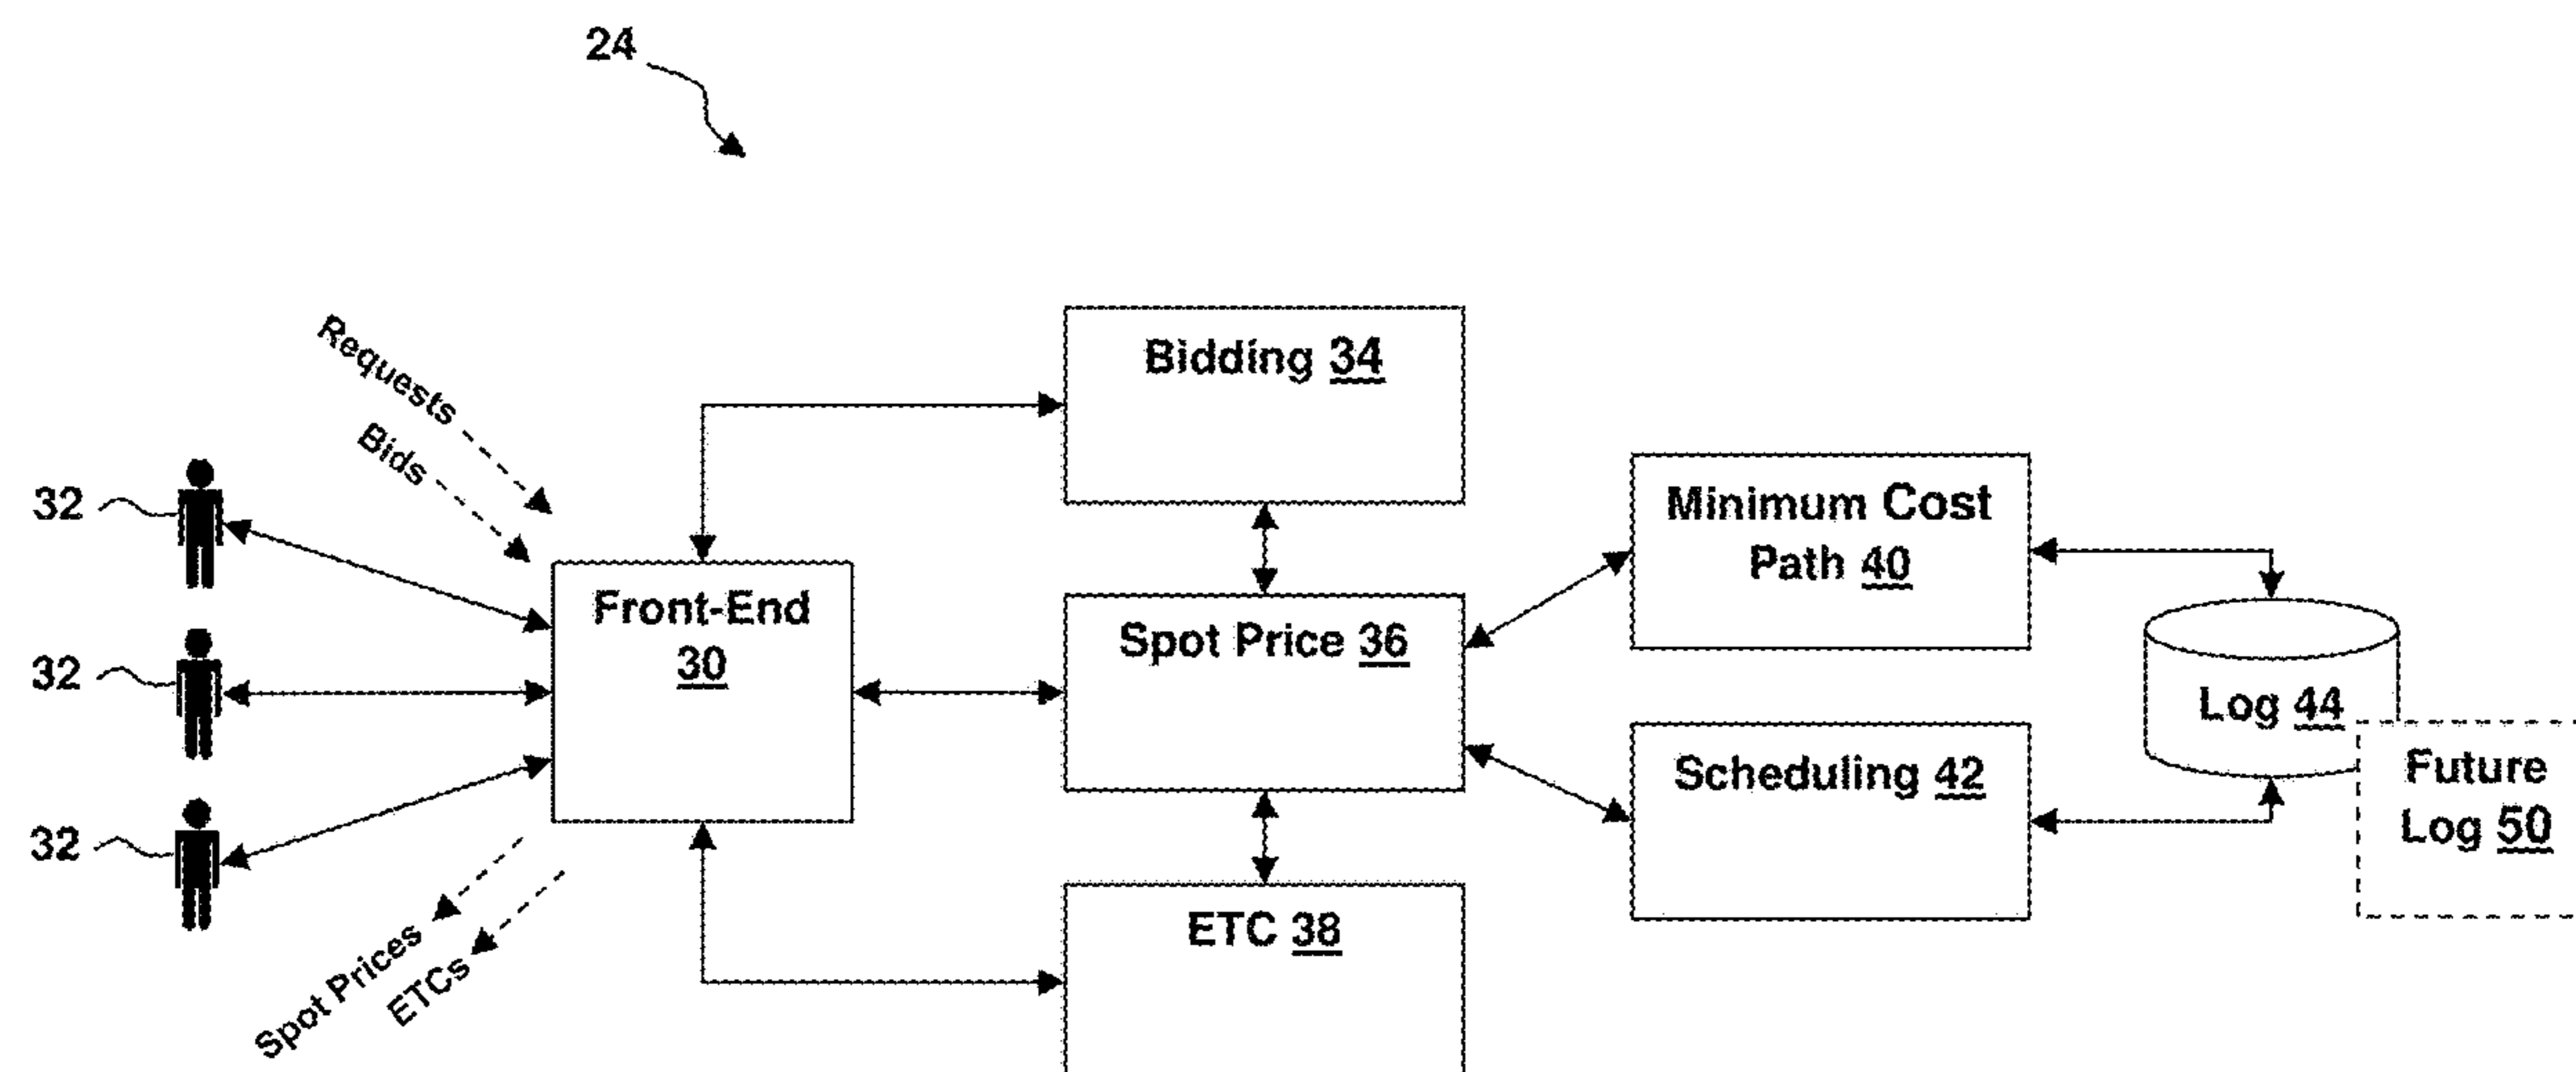 24
Requests
Bids
32
32
32
Spot Prices
ETCs
Front-End
30
Bidding 34
Spot Price 36
ETC 38
Minimum Cost
Path 40
Scheduling 42
Log 44
Future
Log 50